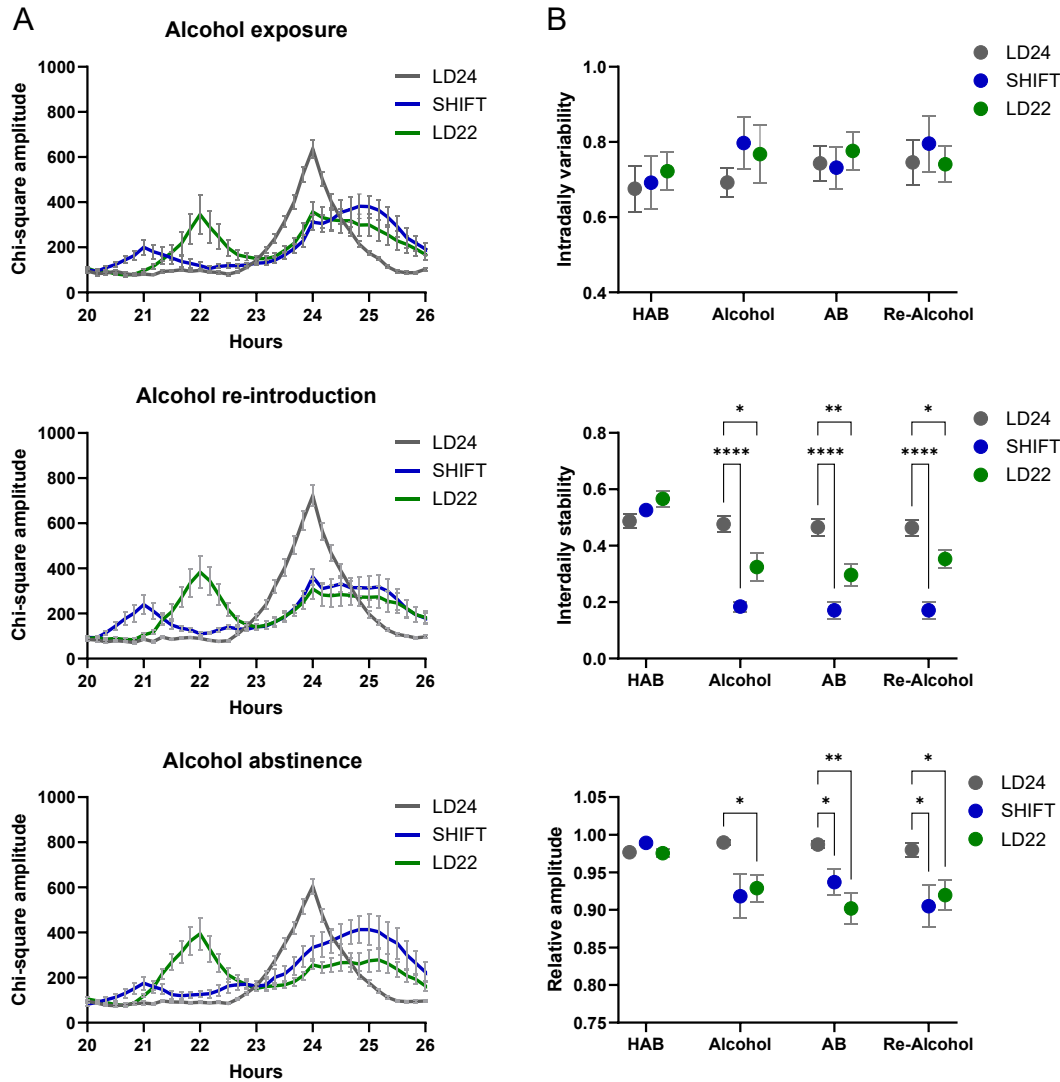 A
Alcohol exposure
Chi-square amplitude
1000
800
600
400
200
0
20 21 22 23 24 25 26
Hours
LD24
SHIFT
LD22
Alcohol re-introduction
Chi-square amplitude
1000
800
600
400
200
0
20 21 22 23 24 25 26
Hours
LD24
SHIFT
LD22
Alcohol abstinence
Chi-square amplitude
1000
800
600
400
200
0
20 21 22 23 24 25 26
Hours
LD24
SHIFT
LD22
B
Intradaily variability
1.0
0.8
0.6
0.4
HAB Alcohol AB Re-Alcohol
LD24
SHIFT
LD22
Interdaily stability
0.8
0.6
0.4
0.2
0.0
* ** *
**** **** ****
HAB Alcohol AB Re-Alcohol
LD24
SHIFT
LD22
Relative amplitude
1.05
1.00
0.95
0.90
0.85
0.80
0.75
** *
* * *
HAB Alcohol AB Re-Alcohol
LD24
SHIFT
LD22